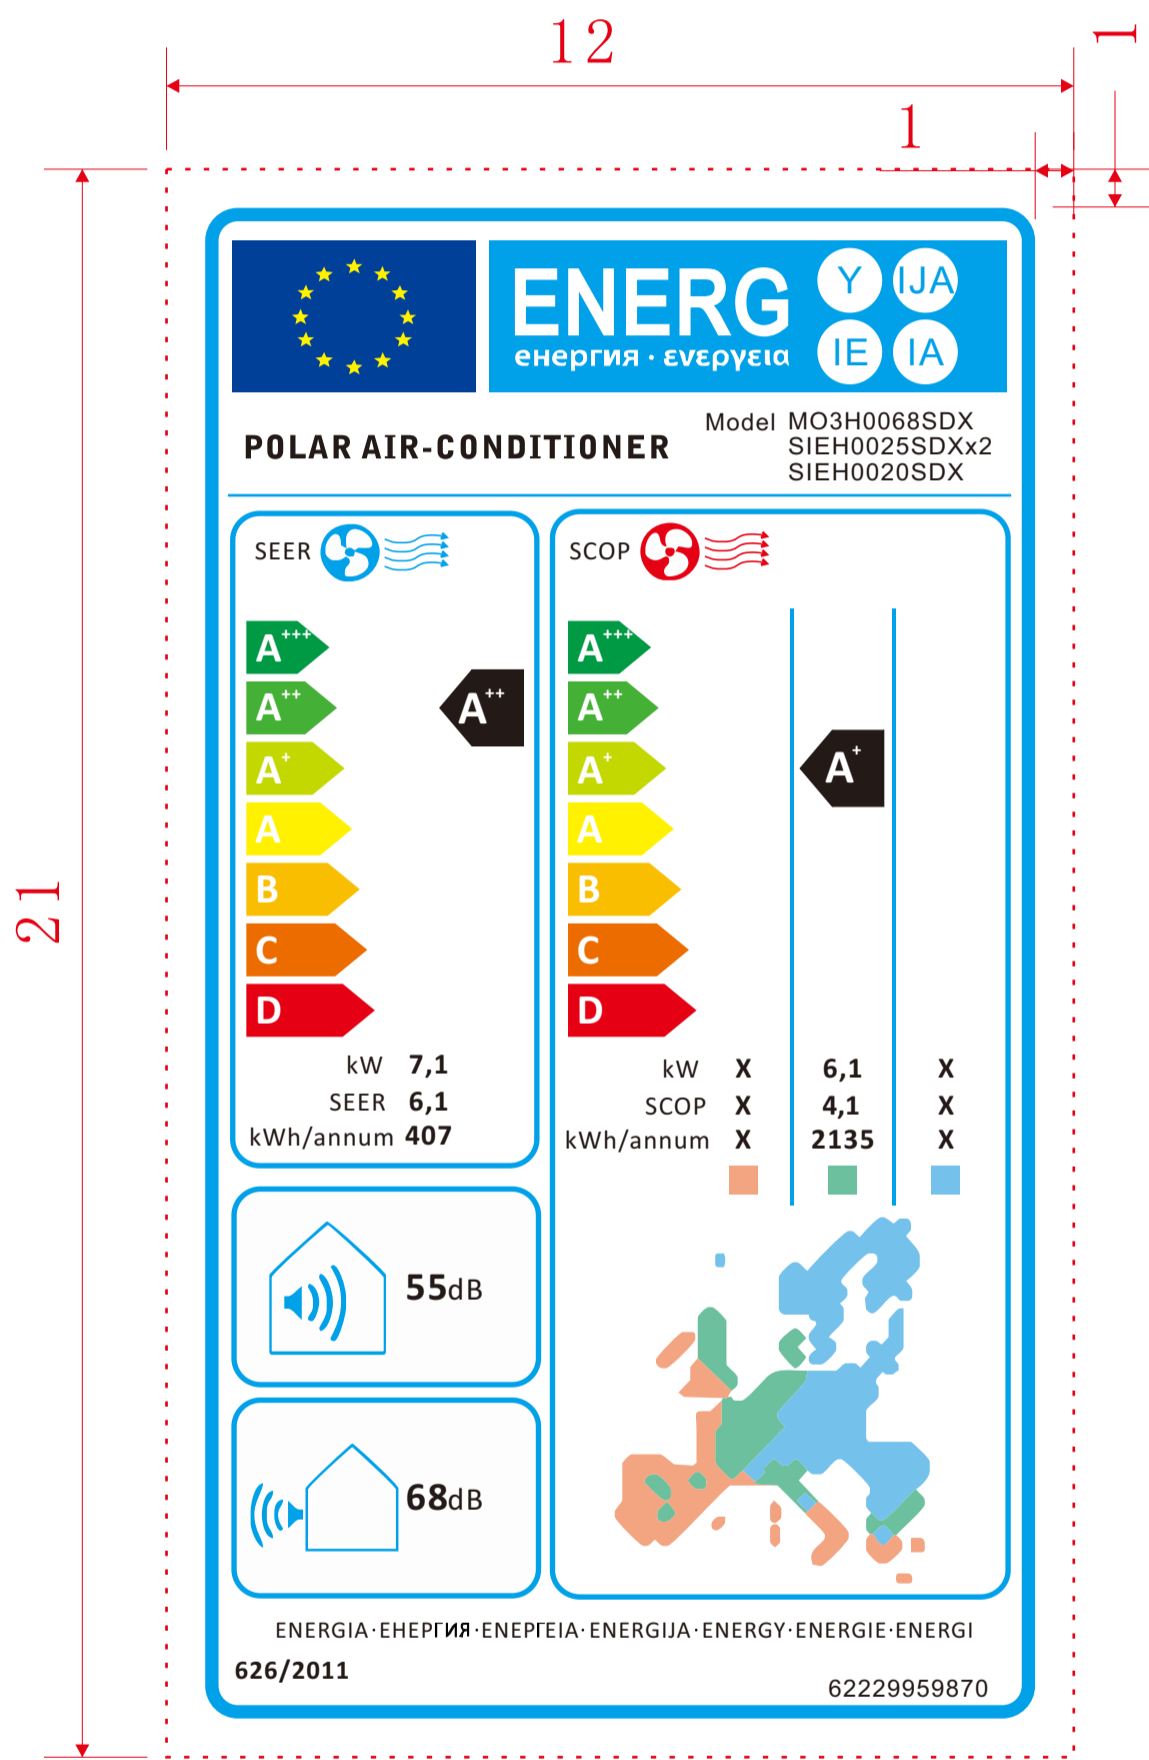 12
1
1
21
ENERG
енергия · ενεργεια
Y IJA
IE IA
POLAR AIR-CONDITIONER
Model MO3H0068SDX
SIEH0025SDXx2
SIEH0020SDX
SEER
A+++
A++
A+
A
B
C
D
A++
kW 7,1
SEER 6,1
kWh/annum 407
SCOP
A+++
A++
A+
A
B
C
D
A+
kW X 6,1 X
SCOP X 4,1 X
kWh/annum X 2135 X
55dB
68dB
ENERGIA·ЕНЕРГИЯ·ΕΝΕΡΓΕΙΑ·ENERGIJA·ENERGY·ENERGIE·ENERGI
626/2011
62229959870